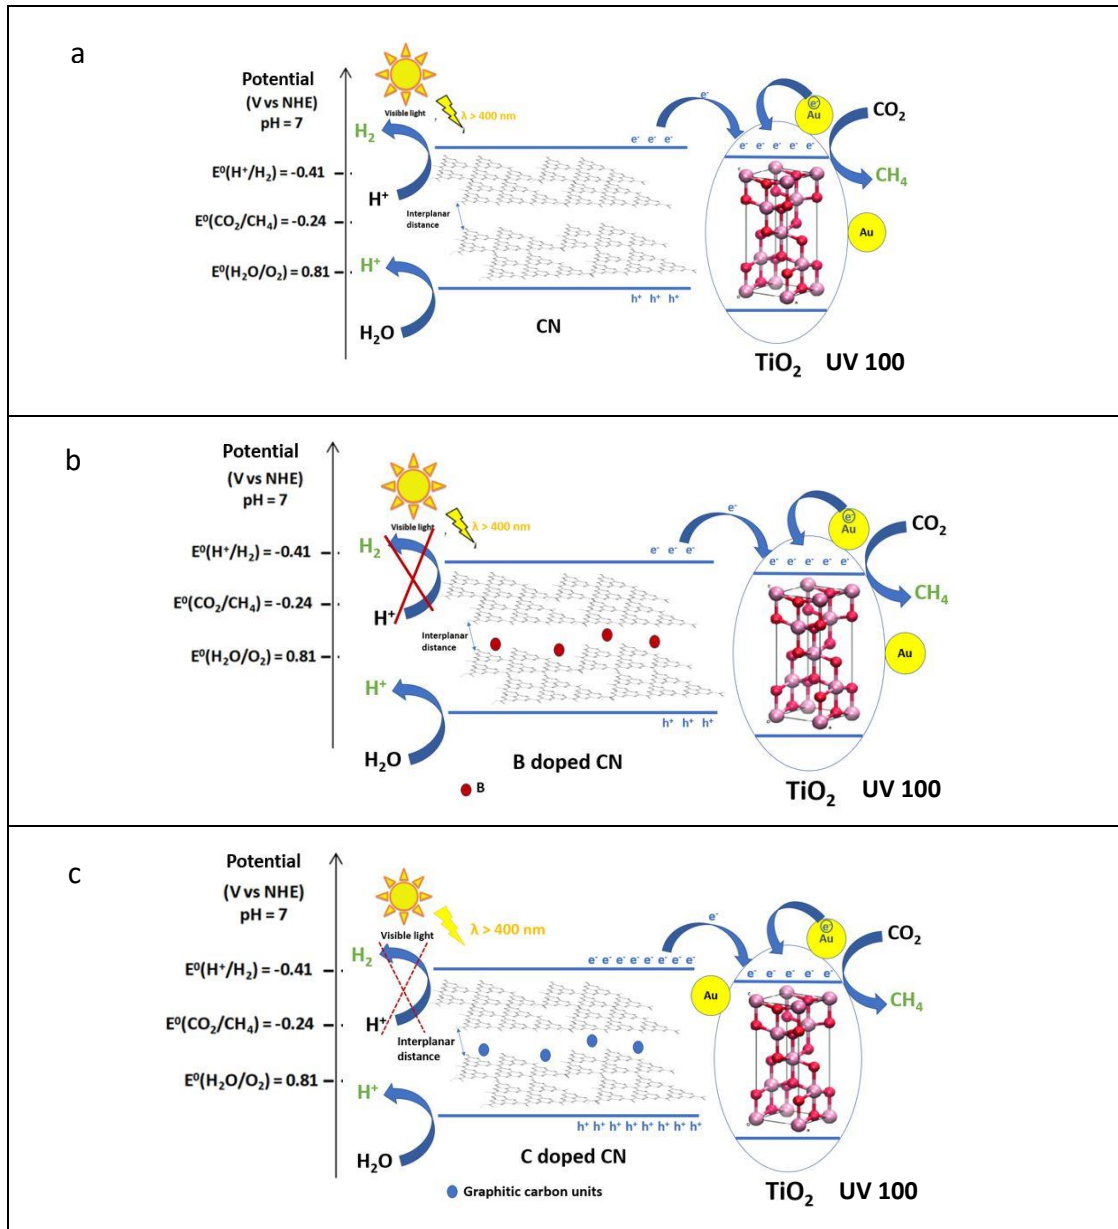 a
Potential
(V vs NHE)
pH = 7
Visible light
λ > 400 nm
H₂
E⁰(H⁺/H₂) = -0.41
H⁺
Interplanar
distance
E⁰(CO₂/CH₄) = -0.24
H⁺
E⁰(H₂O/O₂) = 0.81
H₂O
e⁻ e⁻ e⁻
h⁺ h⁺ h⁺
CN
e⁻
e⁻
Au
CO₂
e⁻ e⁻ e⁻ e⁻ e⁻
CH₄
Au
TiO₂ UV 100
b
Potential
(V vs NHE)
pH = 7
Visible light
λ > 400 nm
H₂
E⁰(H⁺/H₂) = -0.41
H⁺
E⁰(CO₂/CH₄) = -0.24
Interplanar
distance
E⁰(H₂O/O₂) = 0.81
H⁺
H₂O
e⁻ e⁻ e⁻
h⁺ h⁺ h⁺
B doped CN
B
e⁻
e⁻
Au
CO₂
e⁻ e⁻ e⁻ e⁻ e⁻
CH₄
Au
TiO₂ UV 100
c
Potential
(V vs NHE)
pH = 7
Visible light
λ > 400 nm
H₂
E⁰(H⁺/H₂) = -0.41
H⁺
E⁰(CO₂/CH₄) = -0.24
Interplanar
distance
E⁰(H₂O/O₂) = 0.81
H⁺
H₂O
e⁻ e⁻ e⁻ e⁻ e⁻ e⁻ e⁻ e⁻
h⁺ h⁺ h⁺ h⁺ h⁺ h⁺ h⁺ h⁺
C doped CN
Graphitic carbon units
e⁻
e⁻
Au
CO₂
Au
e⁻ e⁻ e⁻ e⁻ e⁻
CH₄
TiO₂ UV 100